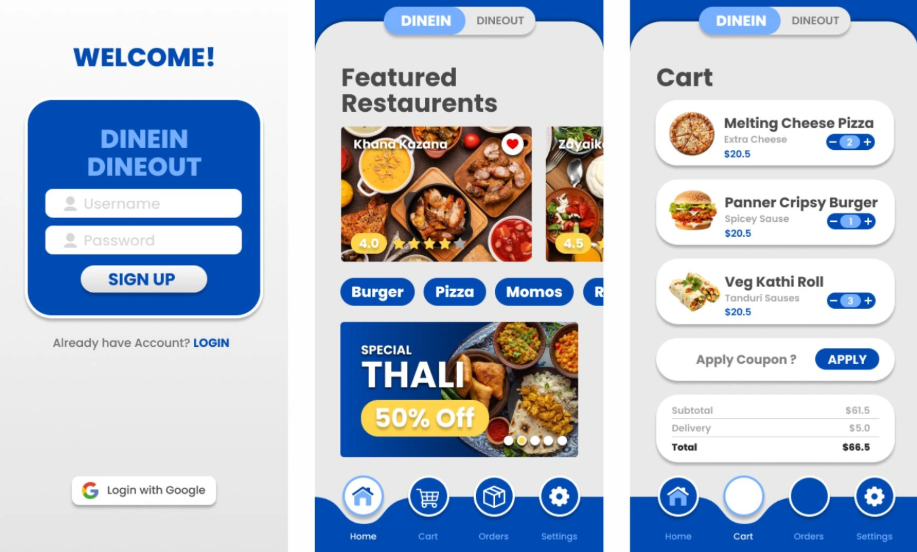 WELCOME!
DINEIN
DINEOUT
Username
Password
SIGN UP
Already have Account? LOGIN
Login with Google
DINEIN DINEOUT
Featured
Restaurents
Khana Kazana
4.0
Zayaik
4.5
Burger Pizza Momos R
SPECIAL
THALI
50% Off
Home Cart Orders Settings
DINEIN DINEOUT
Cart
Melting Cheese Pizza
Extra Cheese
- 2 +
$20.5
Panner Cripsy Burger
Spicey Sause
- 1 +
$20.5
Veg Kathi Roll
Tanduri Sauses
- 3 +
$20.5
Apply Coupon ? APPLY
Subtotal $61.5
Delivery $5.0
Total $66.5
Home Cart Orders Settings